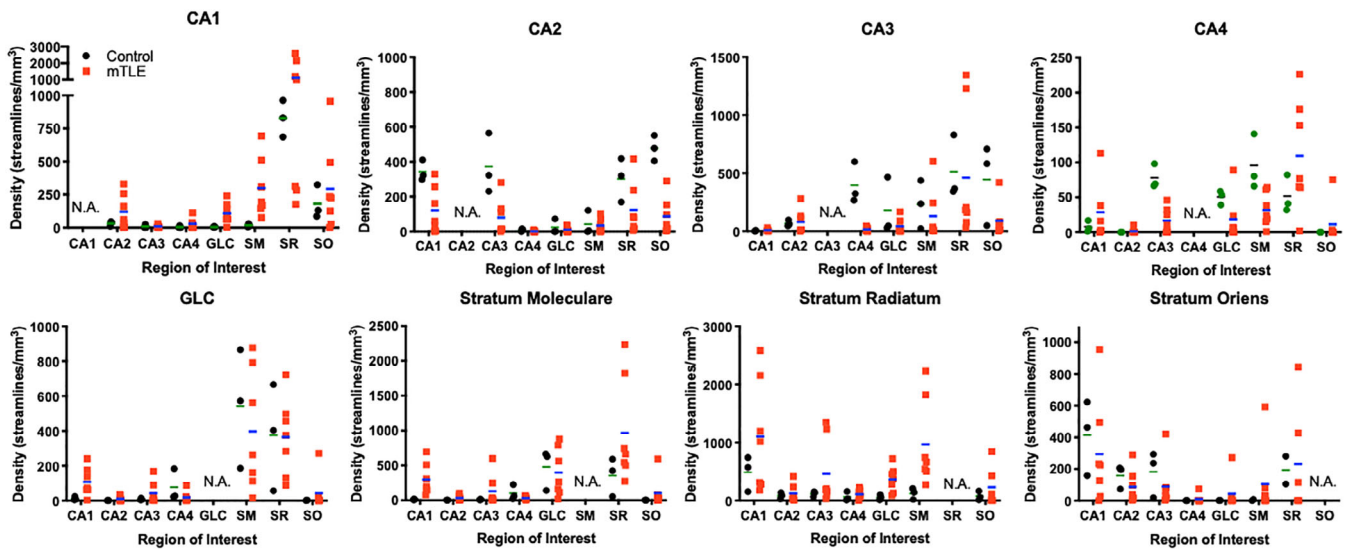 CA1
Density (streamlines/mm³)
3000
2000
1000
1000
750
500
250
0
Control
mTLE
N.A.
CA1 CA2 CA3 CA4 GLC SM SR SO
Region of Interest
CA2
Density (streamlines/mm³)
1000
800
600
400
200
0
N.A.
CA1 CA2 CA3 CA4 GLC SM SR SO
Region of Interest
CA3
Density (streamlines/mm³)
1500
1000
500
0
N.A.
CA1 CA2 CA3 CA4 GLC SM SR SO
Region of Interest
CA4
Density (streamlines/mm³)
250
200
150
100
50
0
N.A.
CA1 CA2 CA3 CA4 GLC SM SR SO
Region of Interest
GLC
Density (streamlines/mm³)
1000
800
600
400
200
0
N.A.
CA1 CA2 CA3 CA4 GLC SM SR SO
Region of Interest
Stratum Moleculare
Density (streamlines/mm³)
2500
2000
1500
1000
500
0
N.A.
CA1 CA2 CA3 CA4 GLC SM SR SO
Region of Interest
Stratum Radiatum
Density (streamlines/mm³)
3000
2000
1000
0
N.A.
CA1 CA2 CA3 CA4 GLC SM SR SO
Region of Interest
Stratum Oriens
Density (streamlines/mm³)
1000
800
600
400
200
0
N.A.
CA1 CA2 CA3 CA4 GLC SM SR SO
Region of Interest